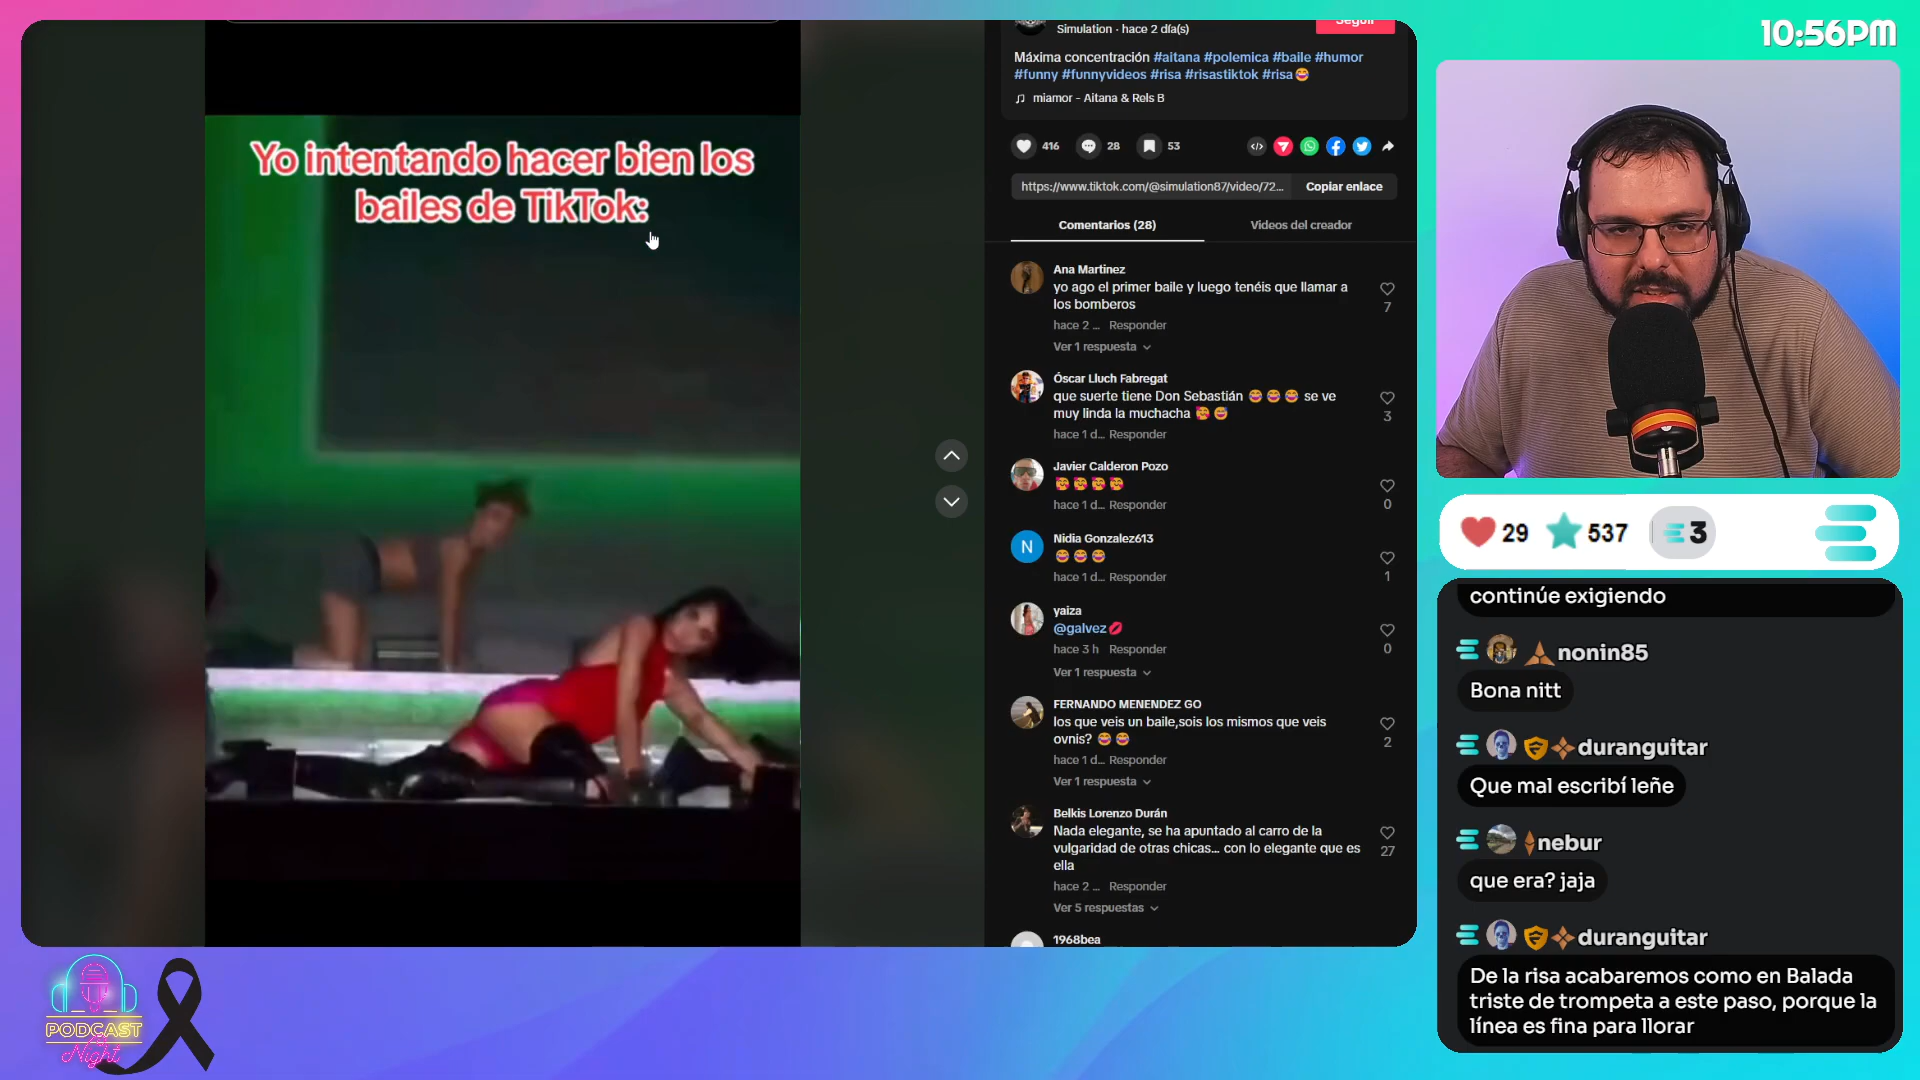 10:56PM
Simulation · hace 2 día(s)
Máxima concentración #aitana #polemica #baile #humor
#funny #funnyvideos #risa #risastiktok #risa😂
miamor - Aitana & Rels B
416
28
53
https://www.tiktok.com/@simulation87/video/72...
Copiar enlace
Comentarios (28)
Videos del creador
Yo intentando hacer bien los
bailes de TikTok:
Ana Martinez
yo ago el primer baile y luego tenéis que llamar a
los bomberos
7
hace 2 ... Responder
Ver 1 respuesta
Óscar Lluch Fabregat
que suerte tiene Don Sebastián 😂 😂 😂 se ve
muy linda la muchacha 🥰 😅
3
hace 1 d... Responder
Javier Calderon Pozo
🥰 🥰 🥰 🥰
0
hace 1 d... Responder
N
Nidia Gonzalez613
😂 😂 😂
1
hace 1 d... Responder
yaiza
@galvez💋
0
hace 3 h Responder
Ver 1 respuesta
FERNANDO MENENDEZ GO
los que veis un baile,sois los mismos que veis
ovnis? 😂 😂
2
hace 1 d... Responder
Ver 1 respuesta
Belkis Lorenzo Durán
Nada elegante, se ha apuntado al carro de la
vulgaridad de otras chicas... con lo elegante que es
ella
27
hace 2 ... Responder
Ver 5 respuestas
1968bea
29
537
3
continúe exigiendo
nonin85
Bona nitt
duranguitar
Que mal escribí leñe
nebur
que era? jaja
duranguitar
De la risa acabaremos como en Balada
triste de trompeta a este paso, porque la
línea es fina para llorar
PODCAST
Night